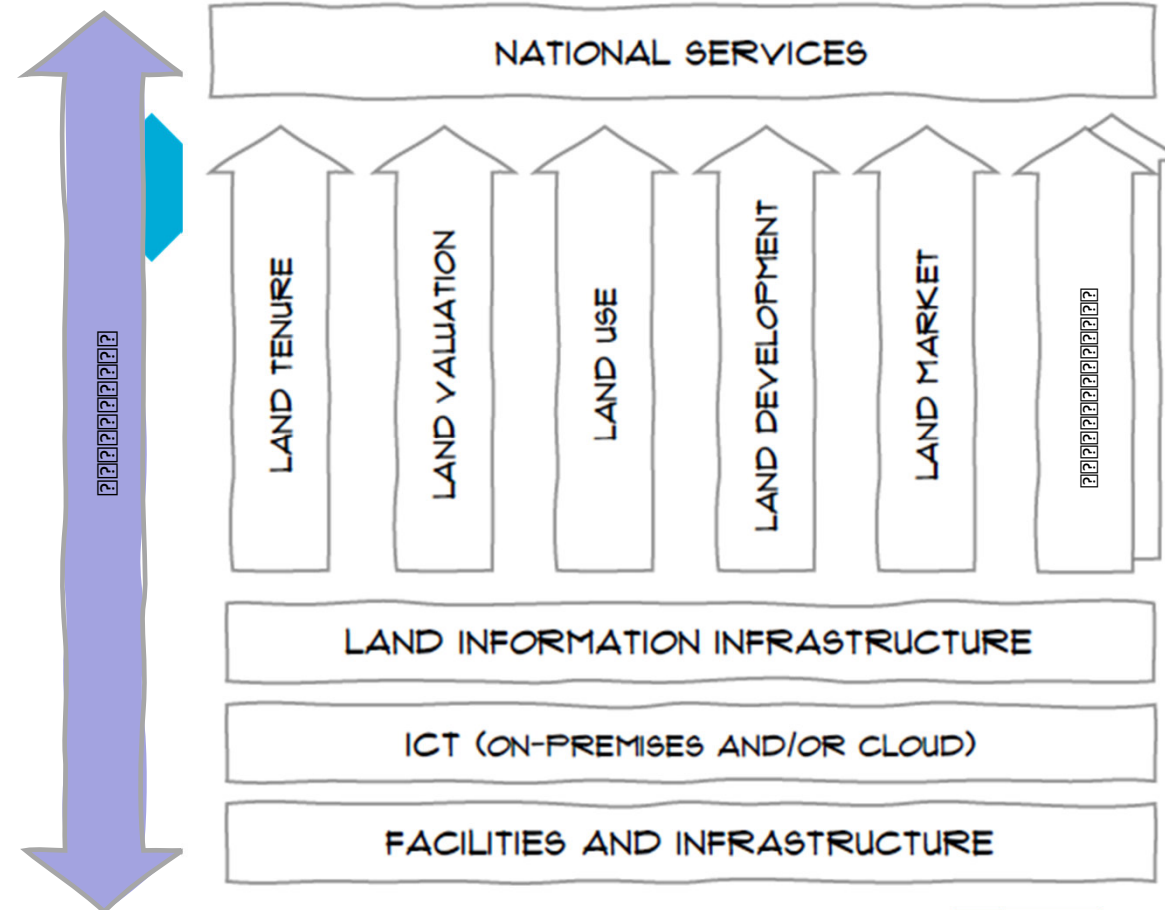 NATIONAL SERVICES
LAND TENURE
LAND VALUATION
LAND USE
LAND DEVELOPMENT
LAND MARKET
LAND INFORMATION INFRASTRUCTURE
ICT (ON-PREMISES AND/OR CLOUD)
FACILITIES AND INFRASTRUCTURE